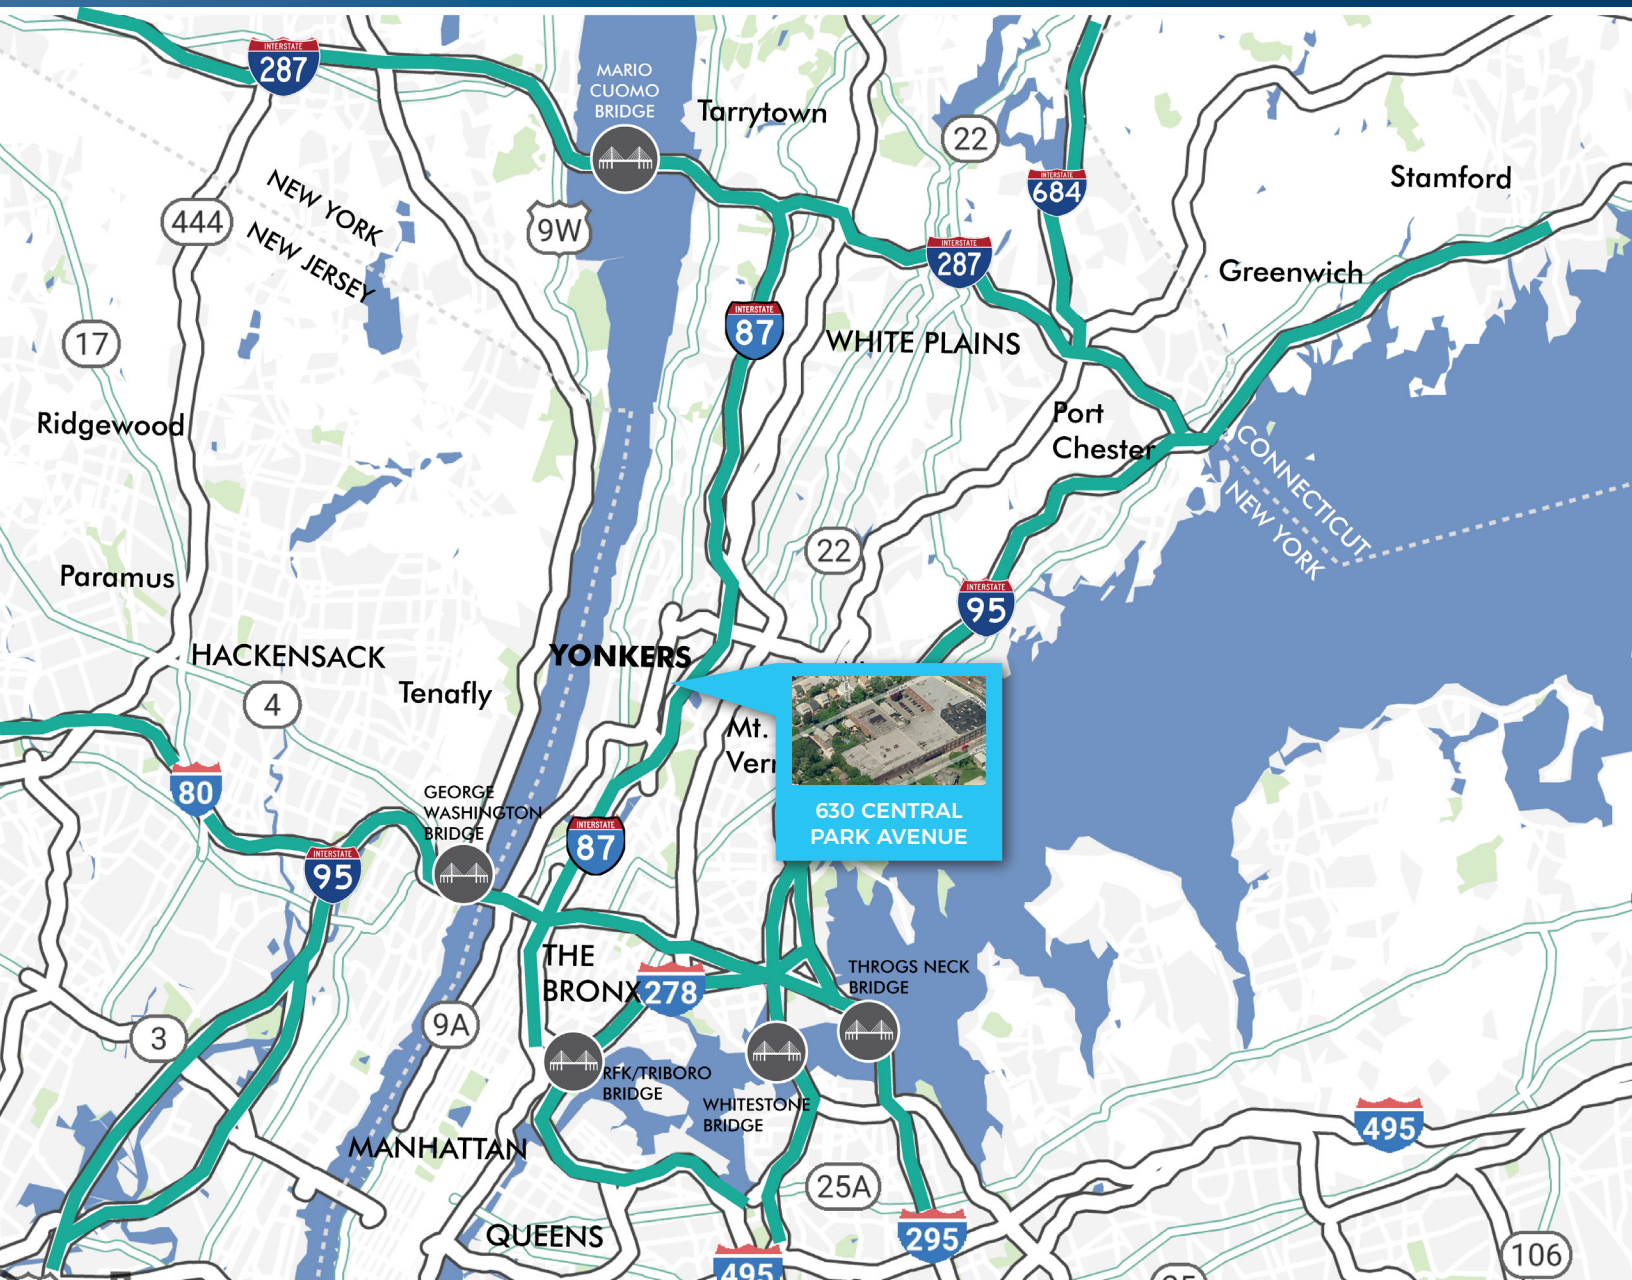 INTERSTATE
287
MARIO
CUOMO
BRIDGE
Tarrytown
22
INTERSTATE
684
Stamford
NEW YORK
NEW JERSEY
444
9W
INTERSTATE
287
Greenwich
17
INTERSTATE
87
WHITE PLAINS
Ridgewood
Port
Chester
CONNECTICUT
NEW YORK
22
Paramus
INTERSTATE
95
HACKENSACK
YONKERS
Tenafly
4
Mt.
630 CENTRAL
PARK AVENUE
80
GEORGE
WASHINGTON
BRIDGE
INTERSTATE
87
INTERSTATE
95
THE
BRONX
278
THROGS NECK
BRIDGE
9A
3
RFK/TRIBORO
BRIDGE
WHITESTONE
BRIDGE
495
MANHATTAN
25A
QUEENS
295
106
495